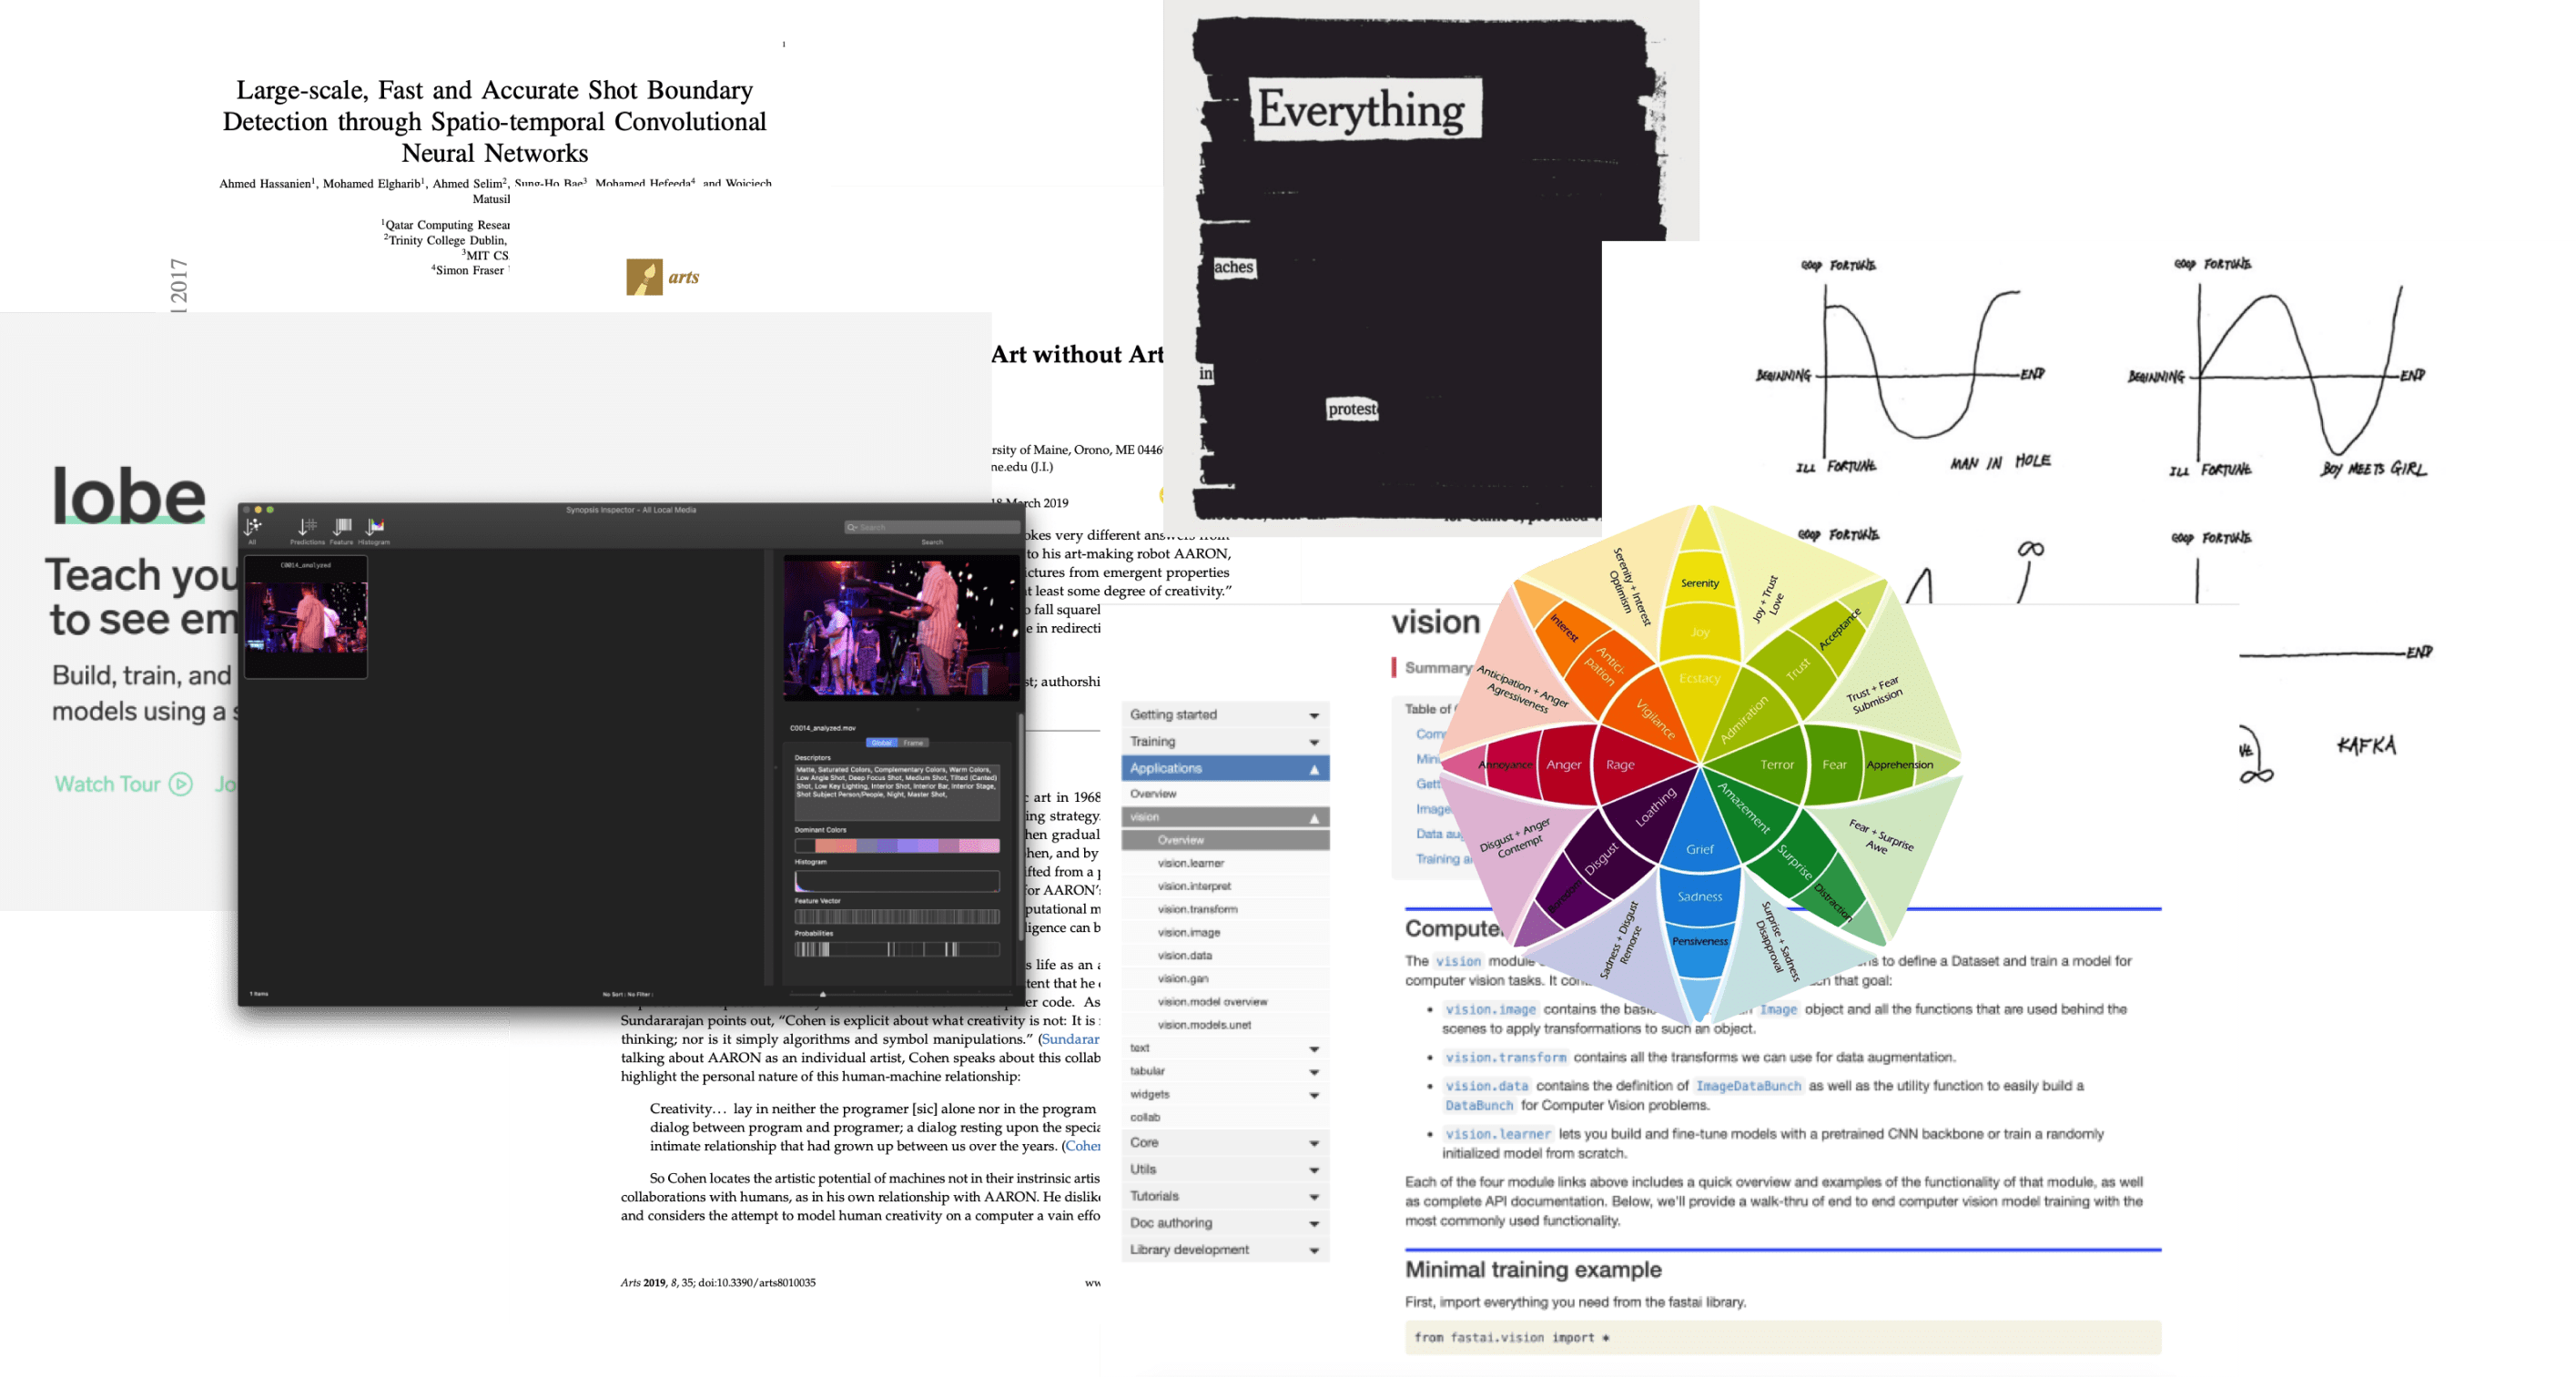 1
Large-scale, Fast and Accurate Shot Boundary
Detection through Spatio-temporal Convolutional
Neural Networks
Ahmed Hassanien1, Mohamed Elgharib1, Ahmed Selim2, Sung-Ho Bae3, Mohamed Hefeeda4, and Wojciech
Matusi
1Qatar Computing Resear
2Trinity College Dublin,
3MIT CS
4Simon Fraser
2017
arts
Art without Art
rsity of Maine, Orono, ME 0446
ne.edu (J.I.)
18 March 2019
okes very different answers from
to his art-making robot AARON,
ictures from emergent properties
t least some degree of creativity.”
o fall squarel
e in redirecti
st; authorshi
c art in 1968
ing strategy.
hen gradual
ohen, and by
ifted from a p
for AARON’
putational m
ligence can b
s life as an a
tent that he
er code. As
Sundararajan points out, “Cohen is explicit about what creativity is not: It is
thinking; nor is it simply algorithms and symbol manipulations.” (Sundarar
talking about AARON as an individual artist, Cohen speaks about this collab
highlight the personal nature of this human-machine relationship:
Creativity… lay in neither the programer [sic] alone nor in the program
dialog between program and programer; a dialog resting upon the specia
intimate relationship that had grown up between us over the years. (Cohen
So Cohen locates the artistic potential of machines not in their instrinsic artis
collaborations with humans, as in his own relationship with AARON. He dislike
and considers the attempt to model human creativity on a computer a vain effo
Arts 2019, 8, 35; doi:10.3390/arts8010035
ww
Everything
aches
in
protest
GOOD FORTUNE
BEGINNING
END
ILL FORTUNE
MAN IN HOLE
GOOD FORTUNE
BEGINNING
END
ILL FORTUNE
BOY MEETS GIRL
GOOD FORTUNE
∞
GOOD FORTUNE
END
∞
KAFKA
lobe
Teach you
to see em
Build, train, and
models using a s
Watch Tour
Jo
Synopsis Inspector - All Local Media
All
Predictions
Feature
Histogram
Search
Search
C0014_analyzed
C0014_analyzed.mov
Global
Frame
Descriptors
Matte, Saturated Colors, Complementary Colors, Warm Colors,
Low Angle Shot, Deep Focus Shot, Medium Shot, Tilted (Canted)
Shot, Low Key Lighting, Interior Shot, Interior Bar, Interior Stage,
Shot Subject Person/People, Night, Master Shot,
Dominant Colors
Histogram
Feature Vector
Probabilities
1 Items
No Sort : No Filter :
Getting started
Training
Applications
Overview
vision
Overview
vision.learner
vision.interpret
vision.transform
vision.image
vision.data
vision.gan
vision.model overview
vision.models.unet
text
tabular
widgets
collab
Core
Utils
Tutorials
Doc authoring
Library development
vision
Summary
Table of
Com
Mini
Gett
Image
Data au
Training a
Compute
The vision module
ns to define a Dataset and train a model for
computer vision tasks. It con
ch that goal:
vision.image contains the basic
Image object and all the functions that are used behind the
scenes to apply transformations to such an object.
vision.transform contains all the transforms we can use for data augmentation.
vision.data contains the definition of ImageDataBunch as well as the utility function to easily build a
DataBunch for Computer Vision problems.
vision.learner lets you build and fine-tune models with a pretrained CNN backbone or train a randomly
initialized model from scratch.
Each of the four module links above includes a quick overview and examples of the functionality of that module, as well
as complete API documentation. Below, we'll provide a walk-thru of end to end computer vision model training with the
most commonly used functionality.
Minimal training example
First, import everything you need from the fastai library.
from fastai.vision import *
Serenity + Interest
Optimism
Serenity
Joy
Ecstacy
Joy + Trust
Love
Acceptance
Trust
Admiration
Trust + Fear
Submission
Terror
Fear
Apprehension
Fear + Surprise
Awe
Amazement
Surprise
Distraction
Surprise + Sadness
Disapproval
Grief
Sadness
Pensiveness
Sadness + Disgust
Remorse
Loathing
Disgust
Boredom
Disgust + Anger
Contempt
Rage
Anger
Annoyance
Anticipation + Anger
Agressiveness
Vigilance
Antici-
pation
Interest